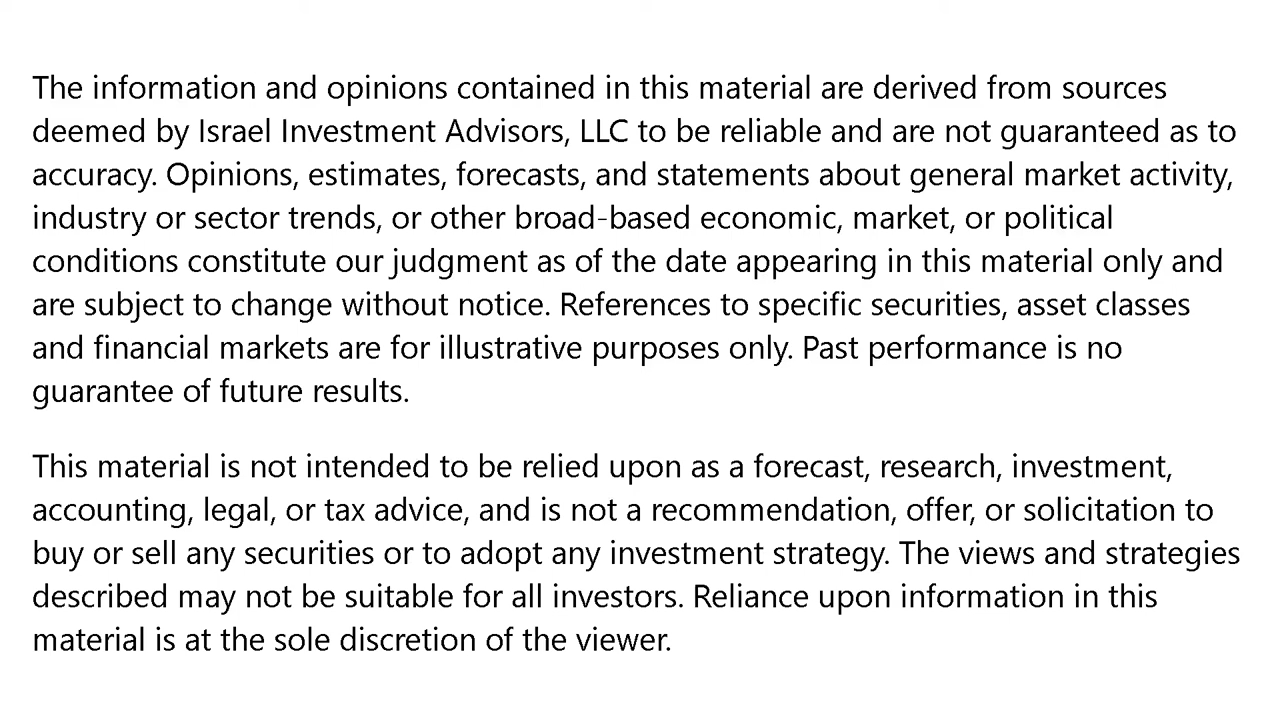 The information and opinions contained in this material are derived from sources
deemed by Israel Investment Advisors, LLC to be reliable and are not guaranteed as to
accuracy. Opinions, estimates, forecasts, and statements about general market activity,
industry or sector trends, or other broad-based economic, market, or political
conditions constitute our judgment as of the date appearing in this material only and
are subject to change without notice. References to specific securities, asset classes
and financial markets are for illustrative purposes only. Past performance is no
guarantee of future results.
This material is not intended to be relied upon as a forecast, research, investment,
accounting, legal, or tax advice, and is not a recommendation, offer, or solicitation to
buy or sell any securities or to adopt any investment strategy. The views and strategies
described may not be suitable for all investors. Reliance upon information in this
material is at the sole discretion of the viewer.